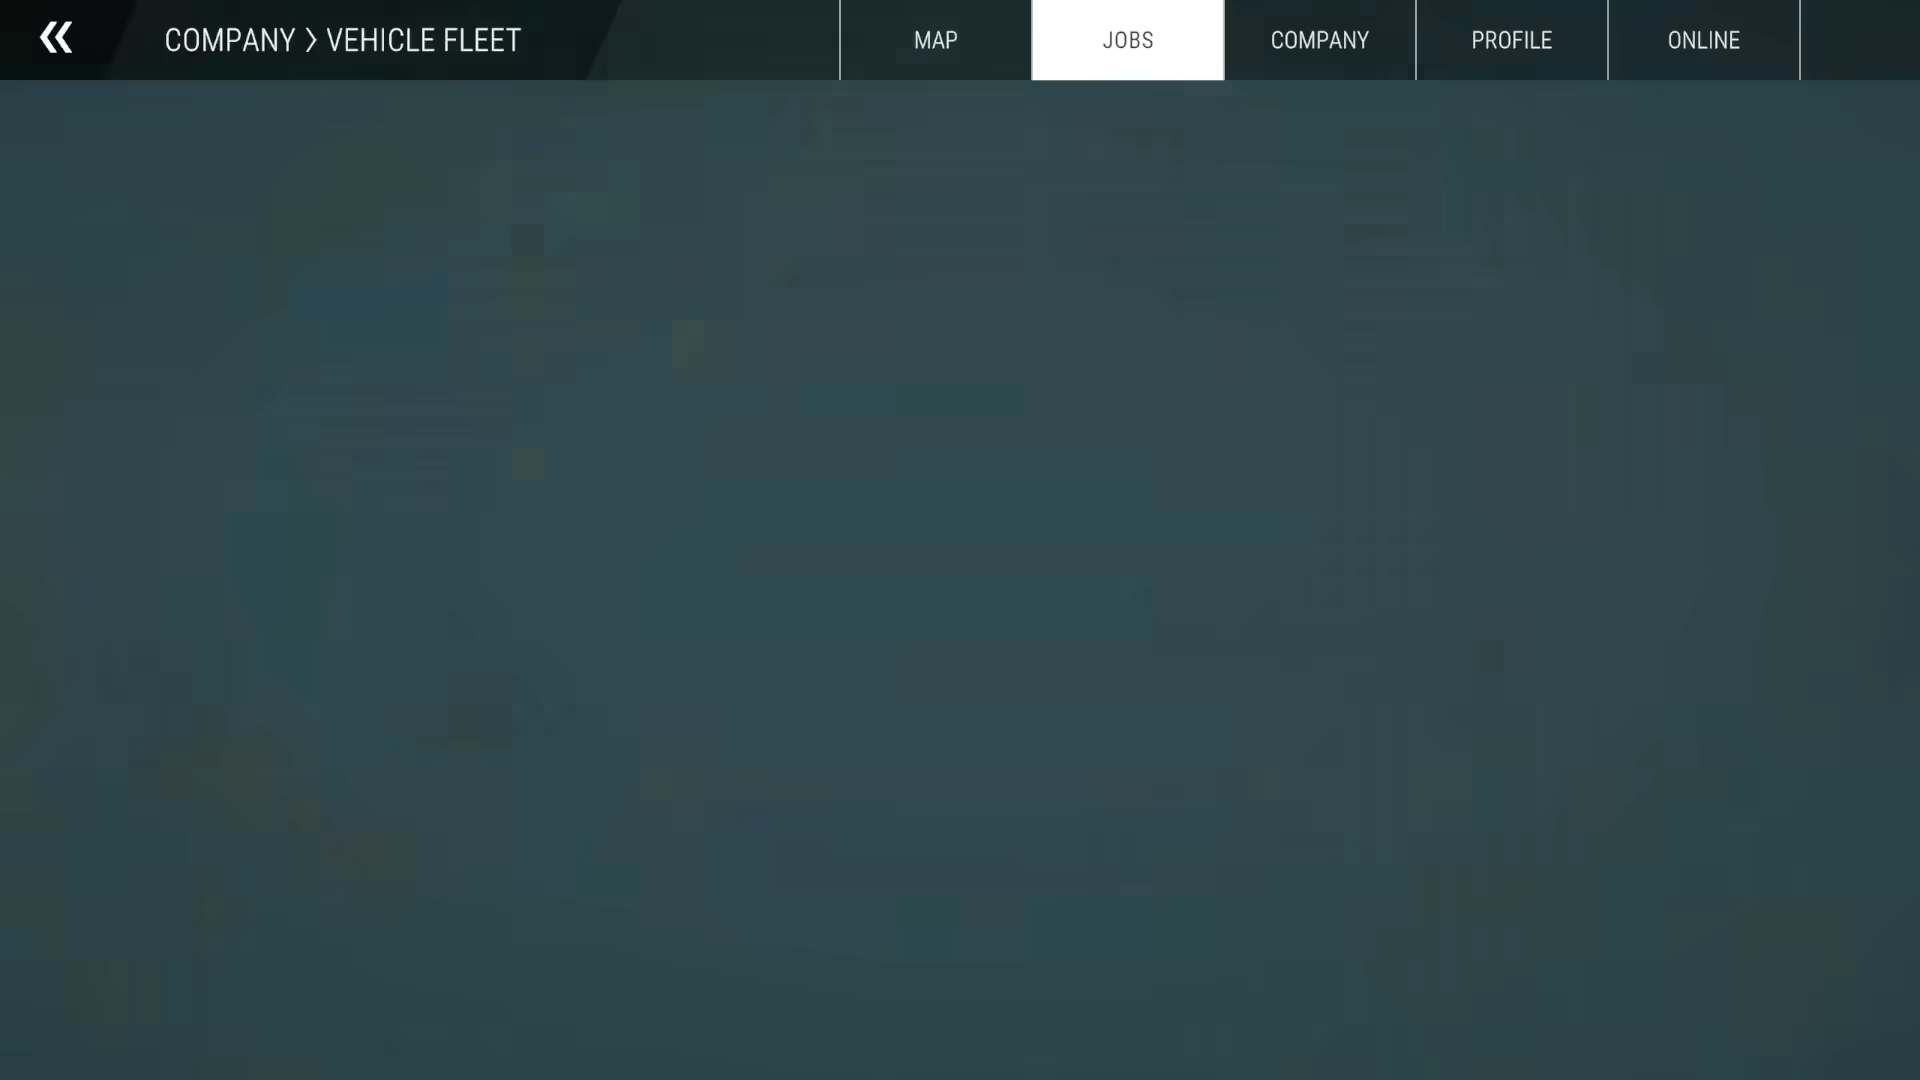 COMPANY > VEHICLE FLEET
MAP
JOBS
COMPANY
PROFILE
ONLINE